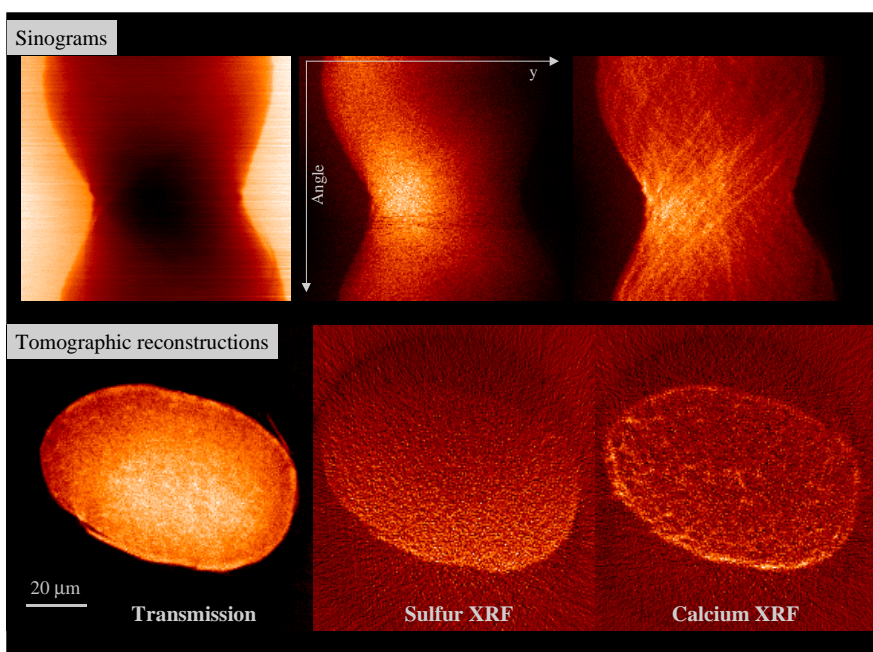 Sinograms
y
Angle
Tomographic reconstructions
20 μm
Transmission
Sulfur XRF
Calcium XRF